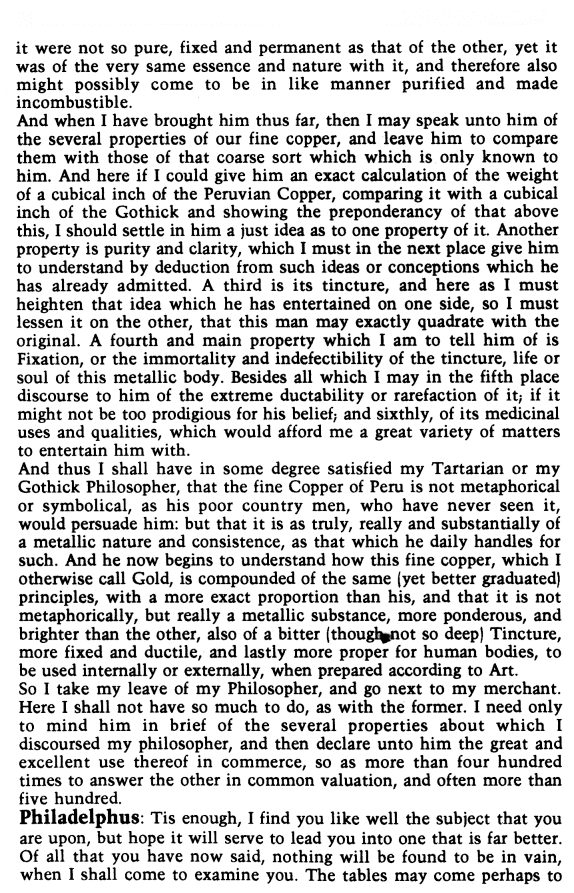 it were not so pure, fixed and permanent as that of the other, yet it
was of the very same essence and nature with it, and therefore also
might possibly come to be in like manner purified and made
incombustible.
And when I have brought him thus far, then I may speak unto him of
the several properties of our fine copper, and leave him to compare
them with those of that coarse sort which which is only known to
him. And here if I could give him an exact calculation of the weight
of a cubical inch of the Peruvian Copper, comparing it with a cubical
inch of the Gothick and showing the preponderancy of that above
this, I should settle in him a just idea as to one property of it. Another
property is purity and clarity, which I must in the next place give him
to understand by deduction from such ideas or conceptions which he
has already admitted. A third is its tincture, and here as I must
heighten that idea which he has entertained on one side, so I must
lessen it on the other, that this man may exactly quadrate with the
original. A fourth and main property which I am to tell him of is
Fixation, or the immortality and indefectibility of the tincture, life or
soul of this metallic body. Besides all which I may in the fifth place
discourse to him of the extreme ductability or rarefaction of it; if it
might not be too prodigious for his belief; and sixthly, of its medicinal
uses and qualities, which would afford me a great variety of matters
to entertain him with.
And thus I shall have in some degree satisfied my Tartarian or my
Gothick Philosopher, that the fine Copper of Peru is not metaphorical
or symbolical, as his poor country men, who have never seen it,
would persuade him: but that it is as truly, really and substantially of
a metallic nature and consistence, as that which he daily handles for
such. And he now begins to understand how this fine copper, which I
otherwise call Gold, is compounded of the same (yet better graduated)
principles, with a more exact proportion than his, and that it is not
metaphorically, but really a metallic substance, more ponderous, and
brighter than the other, also of a bitter (though not so deep) Tincture,
more fixed and ductile, and lastly more proper for human bodies, to
be used internally or externally, when prepared according to Art.
So I take my leave of my Philosopher, and go next to my merchant.
Here I shall not have so much to do, as with the former. I need only
to mind him in brief of the several properties about which I
discoursed my philosopher, and then declare unto him the great and
excellent use thereof in commerce, so as more than four hundred
times to answer the other in common valuation, and often more than
five hundred.
Philadelphus: Tis enough, I find you like well the subject that you
are upon, but hope it will serve to lead you into one that is far better.
Of all that you have now said, nothing will be found to be in vain,
when I shall come to examine you. The tables may come perhaps to